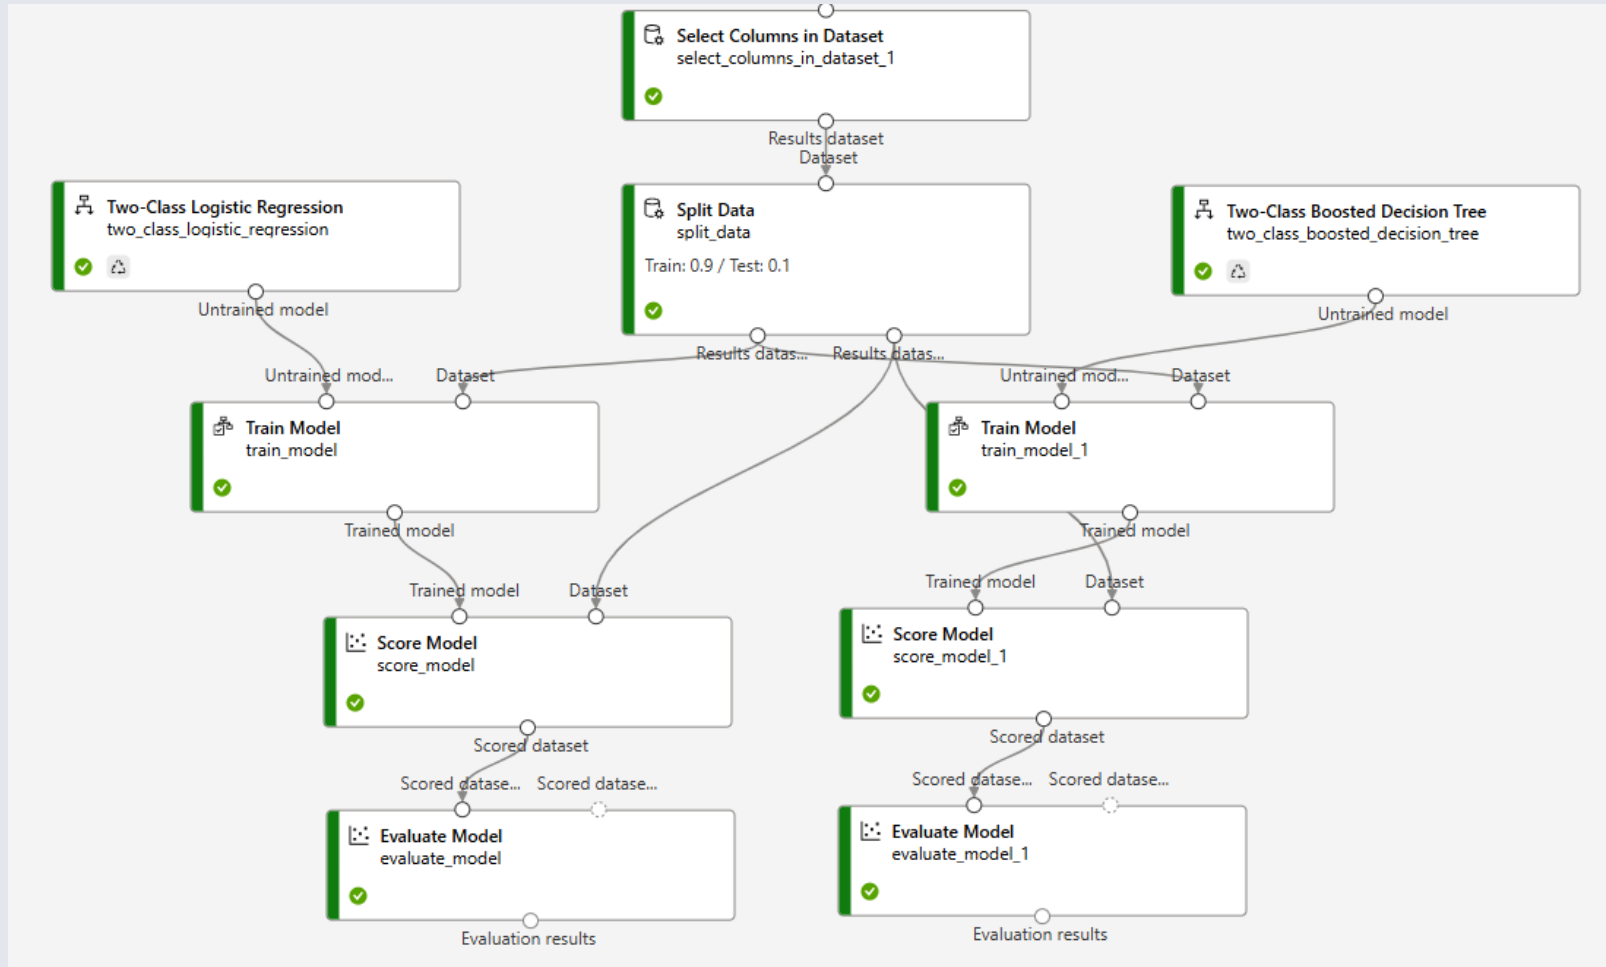 Select Columns in Dataset
select_columns_in_dataset_1
Results dataset
Dataset
Two-Class Logistic Regression
two_class_logistic_regression
Untrained model
Split Data
split_data
Train: 0.9 / Test: 0.1
Results datas...
Results datas...
Two-Class Boosted Decision Tree
two_class_boosted_decision_tree
Untrained model
Untrained mod...
Dataset
Train Model
train_model
Trained model
Untrained mod...
Dataset
Train Model
train_model_1
Trained model
Trained model
Dataset
Score Model
score_model
Scored dataset
Trained model
Dataset
Score Model
score_model_1
Scored dataset
Scored datase...
Scored datase...
Evaluate Model
evaluate_model
Evaluation results
Scored datase...
Scored datase...
Evaluate Model
evaluate_model_1
Evaluation results